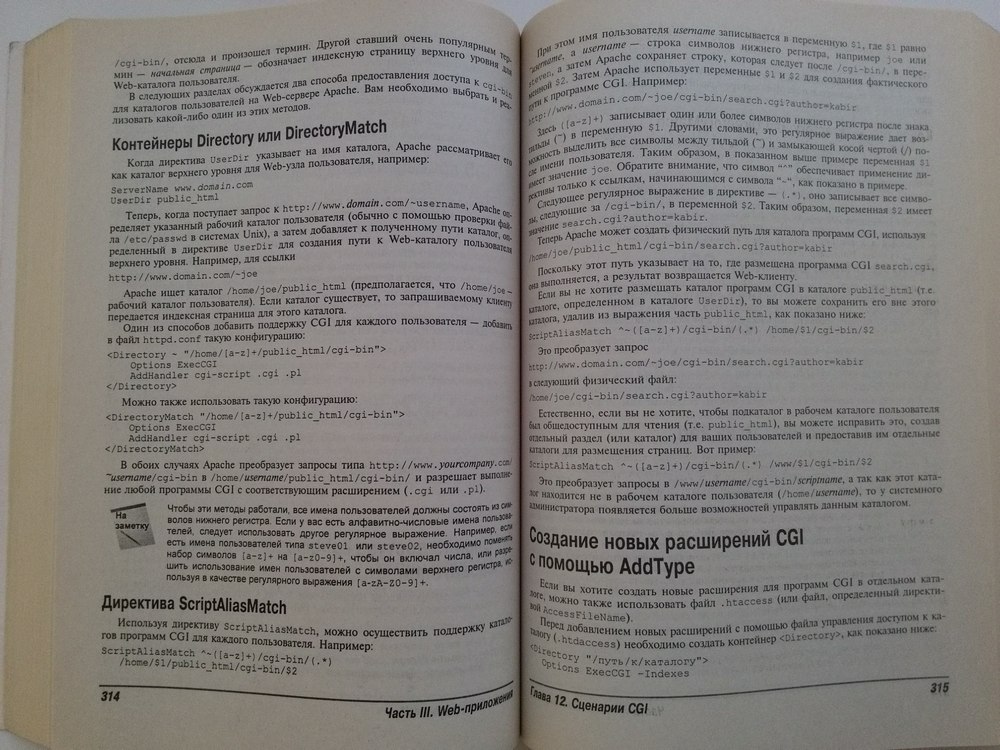 /cgi-bin/, отсюда и произошел термин. Другой ставший очень популярным тер-
мин — начальная страница — обозначает индексную страницу верхнего уровня для
Web-каталога пользователя.
В следующих разделах обсуждается два способа предоставления доступа к cgi-bin
для каталогов пользователей на Web-сервере Apache. Вам необходимо выбрать и реа-
лизовать какой-либо один из этих методов.
Контейнеры Directory или DirectoryMatch
Когда директива UserDir указывает на имя каталога, Apache рассматривает его
как каталог верхнего уровня для Web-узла пользователя, например:
ServerName www.domain.com
UserDir public_html
Теперь, когда поступает запрос к http://www.domain.com/~username, Apache оп-
ределяет указанный рабочий каталог пользователя (обычно с помощью проверки фай-
ла /etc/passwd в системах Unix), а затем добавляет к полученному пути каталог, оп-
ределенный в директиве UserDir для создания пути к Web-каталогу пользователя
верхнего уровня. Например, для ссылки
http://www.domain.com/~joe
Apache ищет каталог /home/joe/public_html (предполагается, что /home/joe –
рабочий каталог пользователя). Если каталог существует, то запрашиваемому клиенту
передается индексная страница для этого каталога.
Один из способов добавить поддержку CGI для каждого пользователя — добавить
в файл httpd.conf такую конфигурацию:
<Directory ~ "/home/[a-z]+/public_html/cgi-bin">
Options ExecCGI
AddHandler cgi-script .cgi .pl
</Directory>
Можно также использовать такую конфигурацию:
<DirectoryMatch "/home/[a-z]+/public_html/cgi-bin">
Options ExecCGI
AddHandler cgi-script .cgi .pl
</DirectoryMatch>
В обоих случаях Apache преобразует запросы типа http://www.yourcompany.com/
~username/cgi-bin в /home/username/public_html/cgi-bin/ и разрешает выполне-
ние любой программы CGI с соответствующим расширением (.cgi или .pl).
На
заметку
Чтобы эти методы работали, все имена пользователей должны состоять из сим-
волов нижнего регистра. Если у вас есть алфавитно-числовые имена пользова-
телей, следует использовать другое регулярное выражение. Например, если
есть имена пользователей типа steve01 или steve02, необходимо поменять
набор символов [a-z]+ на [a-z0-9]+, чтобы он включал числа, или разре-
шить использование имен пользователей с символами верхнего регистра, ис-
пользуя в качестве регулярного выражения [a-zA-Z0-9]+.
Директива ScriptAliasMatch
Используя директиву ScriptAliasMatch, можно осуществить поддержку катало-
гов программ CGI для каждого пользователя. Например:
ScriptAliasMatch ^~([a-z]+)/cgi-bin/(.*)
/home/$1/public_html/cgi-bin/$2
314
Часть III. Web-приложения
При этом имя пользователя username записывается в переменную $1, где $1 равно
~username, а username — строка символов нижнего регистра, например joe или
steven, а затем Apache сохраняет строку, которая следует после /cgi-bin/, в пере-
менной $2. Затем Apache использует переменные $1 и $2 для создания фактического
пути к программе CGI. Например:
http://www.domain.com/~joe/cgi-bin/search.cgi?author=kabir
Здесь ([a-z]+) записывает один или более символов нижнего регистра после знака
тильды (~) в переменную $1. Другими словами, это регулярное выражение дает воз-
можность выделить все символы между тильдой (~) и замыкающей косой чертой (/) по-
сле имени пользователя. Таким образом, в показанном выше примере переменная $1
имеет значение joe. Обратите внимание, что символ "^" обеспечивает применение ди-
рективы только к ссылкам, начинающимся с символа "~", как показано в примере.
Следующее регулярное выражение в директиве — (.*), оно записывает все симво-
лы, следующие за /cgi-bin/, в переменной $2. Таким образом, переменная $2 имеет
значение search.cgi?author=kabir.
Теперь Apache может создать физический путь для каталога программ CGI, используя
/home/joe/public_html/cgi-bin/search.cgi?author=kabir
Поскольку этот путь указывает на то, где размещена программа CGI search.cgi,
она выполняется, а результат возвращается Web-клиенту.
Если вы не хотите размещать каталог программ CGI в каталоге public_html (т.е.
каталоге, определенном в каталоге UserDir), то вы можете сохранить его вне этого
каталога, удалив из выражения часть public_html, как показано ниже:
ScriptAliasMatch ^~([a-z]+)/cgi-bin/(.*) /home/$1/cgi-bin/$2
Это преобразует запрос
http://www.domain.com/~joe/cgi-bin/search.cgi?author=kabir
в следующий физический файл:
/home/joe/cgi-bin/search.cgi?author=kabir
Естественно, если вы не хотите, чтобы подкаталог в рабочем каталоге пользователя
был общедоступным для чтения (т.е. public_html), вы можете исправить это, создав
отдельный раздел (или каталог) для ваших пользователей и предоставив им отдельные
каталоги для размещения страниц. Вот пример:
ScriptAliasMatch ^~([a-z]+)/cgi-bin/(.*) /www/$1/cgi-bin/$2
Это преобразует запросы в /www/username/cgi-bin/scriptname, а так как этот ката-
лог находится не в рабочем каталоге пользователя (/home/username), то у системного
администратора появляется больше возможностей управлять данным каталогом.
Создание новых расширений CGI
с помощью AddType
Если вы хотите создать новые расширения для программ CGI в отдельном ката-
логе, можно также использовать файл .htaccess (или файл, определенный директи-
вой AccessFileName).
Перед добавлением новых расширений с помощью файла управления доступом к ка-
талогу (.htdaccess) необходимо создать контейнер <Directory>, как показано ниже:
<Directory "/путь/к/каталогу">
Options ExecCGI -Indexes
Глава 12. Сценарии CGI
315